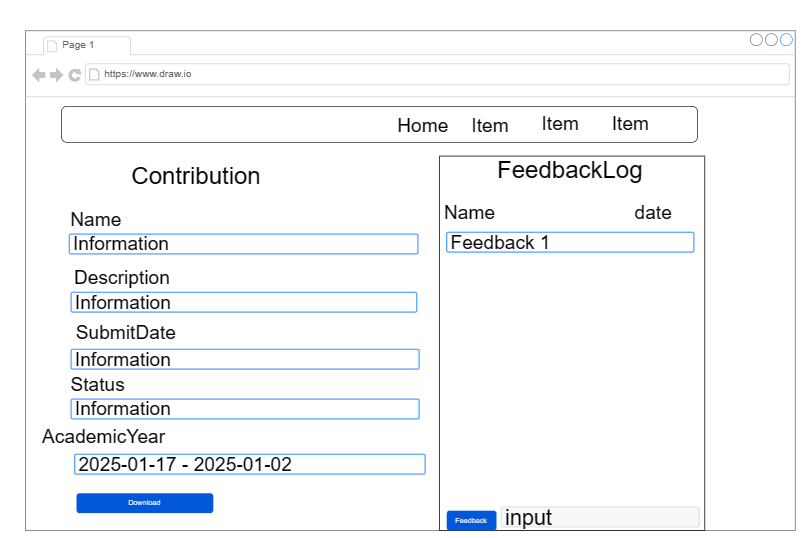 Page 1
https://www.draw.io
Home Item Item Item
Contribution
Name
Information
Description
Information
SubmitDate
Information
Status
Information
AcademicYear
2025-01-17 - 2025-01-02
Download
FeedbackLog
Name date
Feedback 1
Feedback input